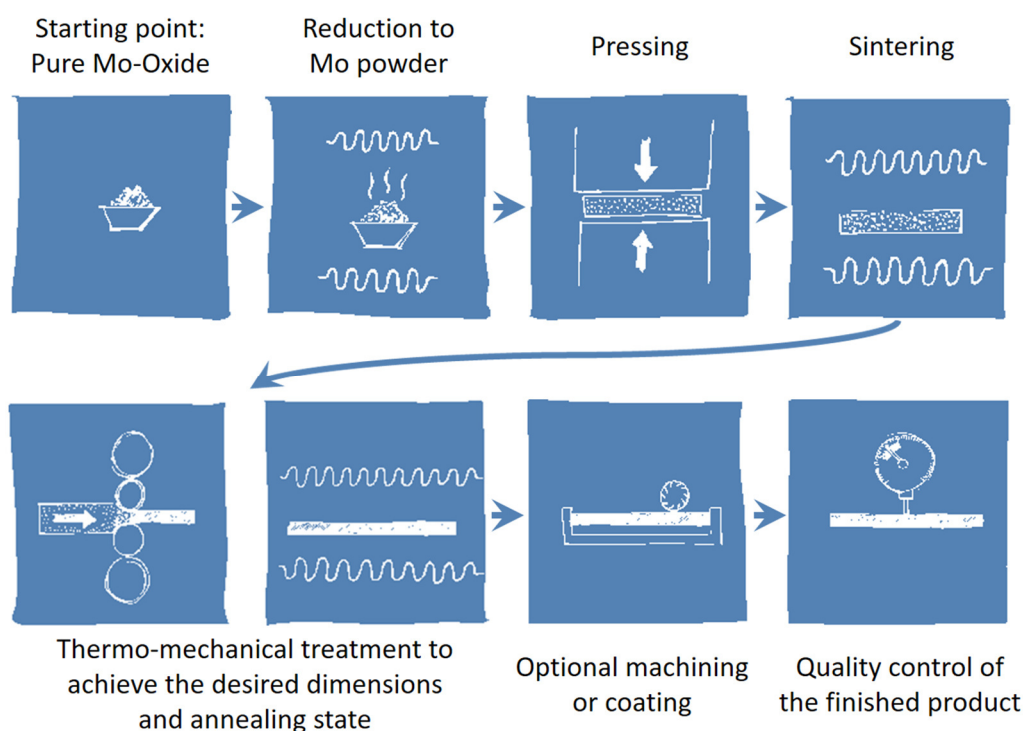 Starting point:
Pure Mo-Oxide
Reduction to
Mo powder
Pressing
Sintering
Thermo-mechanical treatment to
achieve the desired dimensions
and annealing state
Optional machining
or coating
Quality control of
the finished product